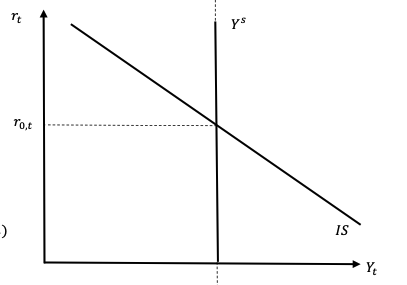 r_t
Y^s
r_{0,t}
)
IS
Y_t